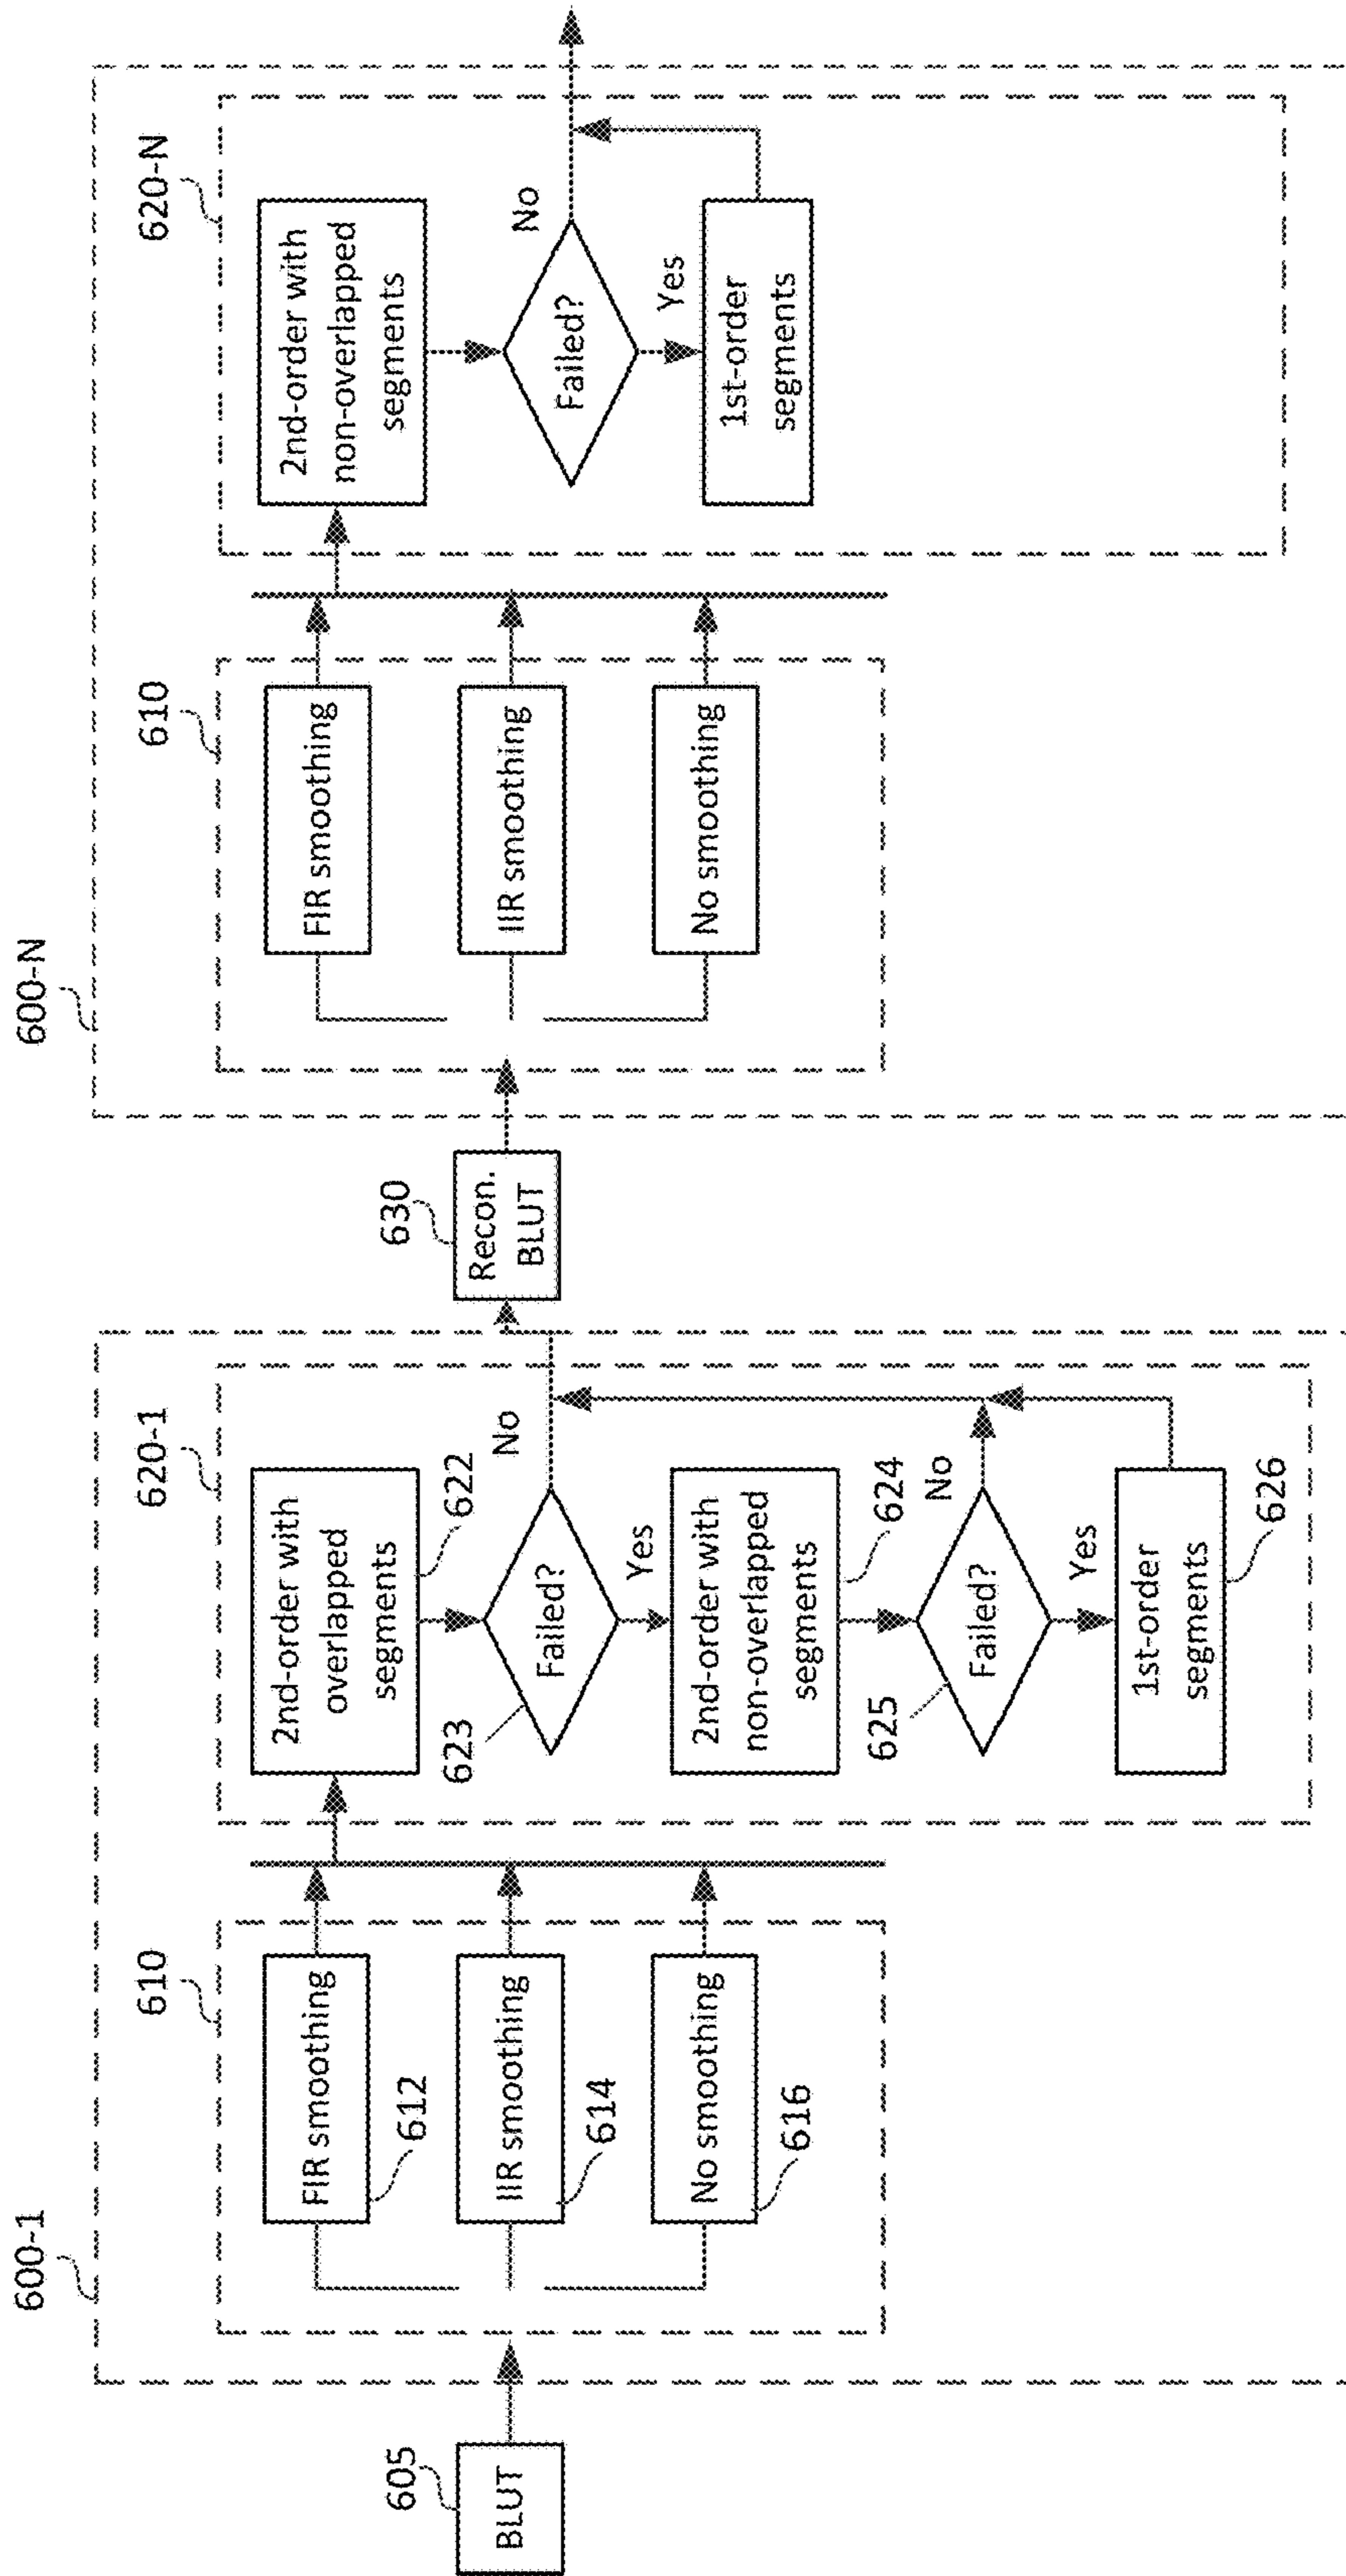 600-1
600-N
605
BLUT
610
FIR smoothing
612
IIR smoothing
614
No smoothing
616
620-1
2nd-order with
overlapped
segments
622
Failed?
623
No
Yes
2nd-order with
non-overlapped
segments
624
Failed?
625
No
Yes
1st-order
segments
626
630
Recon.
BLUT
610
FIR smoothing
IIR smoothing
No smoothing
620-N
2nd-order with
non-overlapped
segments
Failed?
No
Yes
1st-order
segments